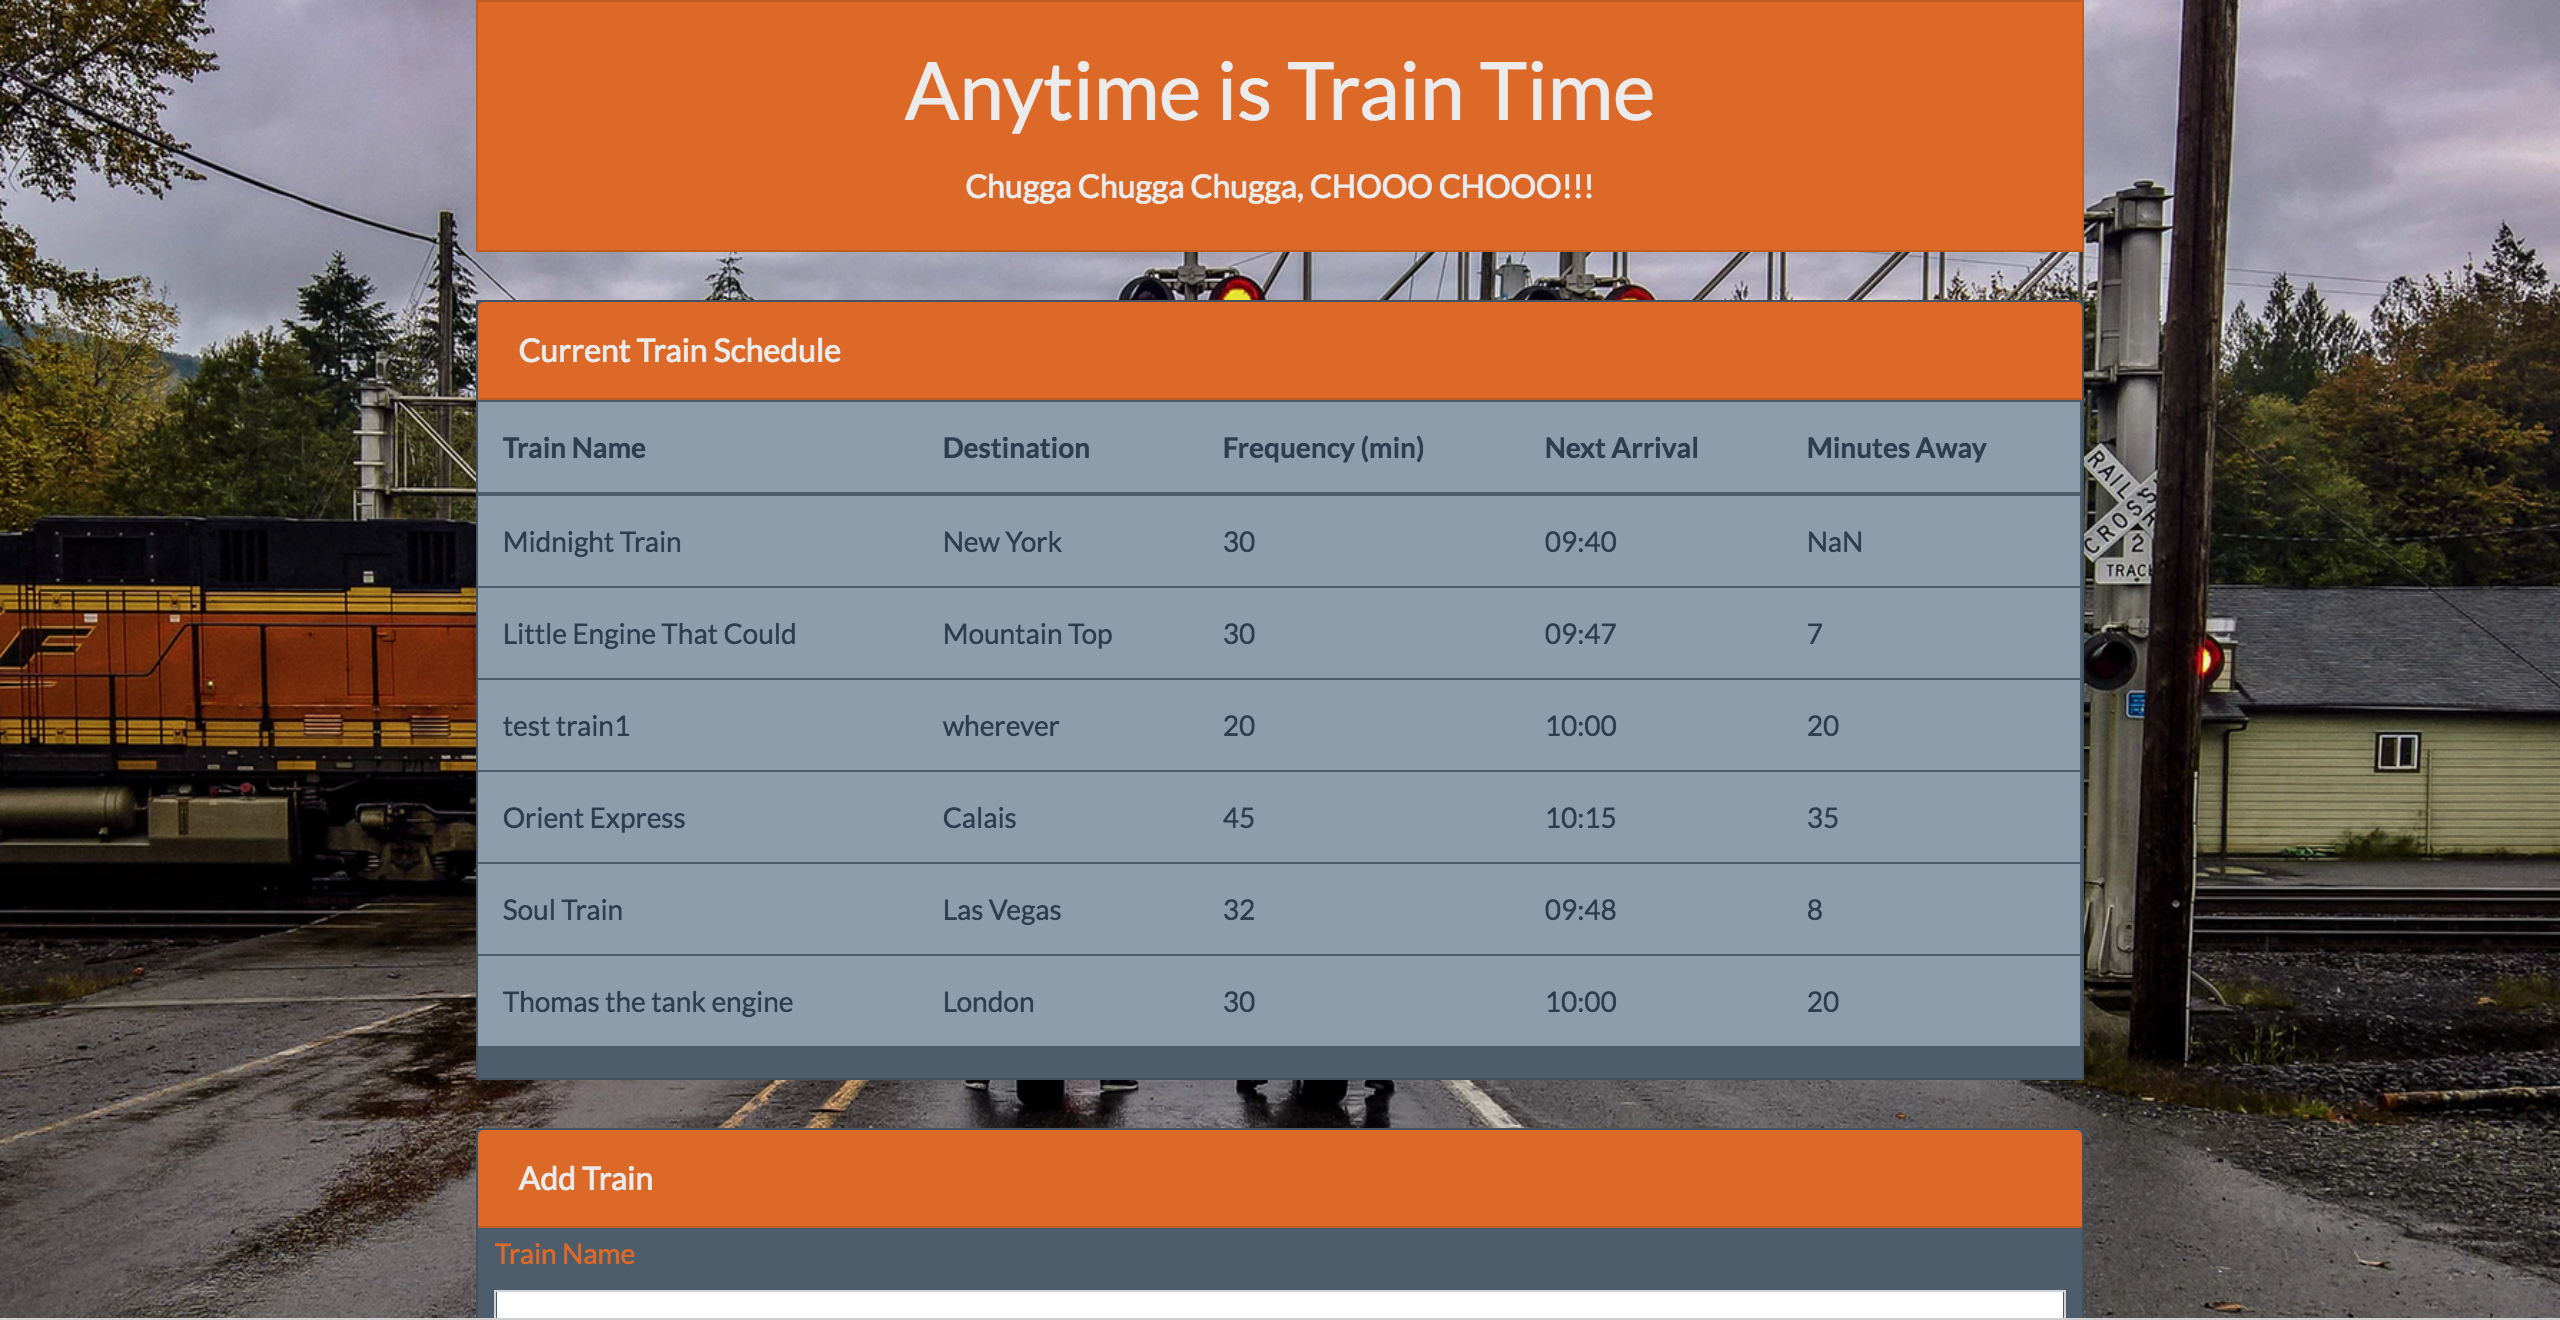 Anytime is Train Time
Chugga Chugga Chugga, CHOOO CHOOO!!!
Current Train Schedule
Train Name Destination Frequency (min) Next Arrival Minutes Away
Midnight Train New York 30 09:40 NaN
Little Engine That Could Mountain Top 30 09:47 7
test train1 wherever 20 10:00 20
Orient Express Calais 45 10:15 35
Soul Train Las Vegas 32 09:48 8
Thomas the tank engine London 30 10:00 20
RAIL
CROSS
2
TRAC
Add Train
Train Name